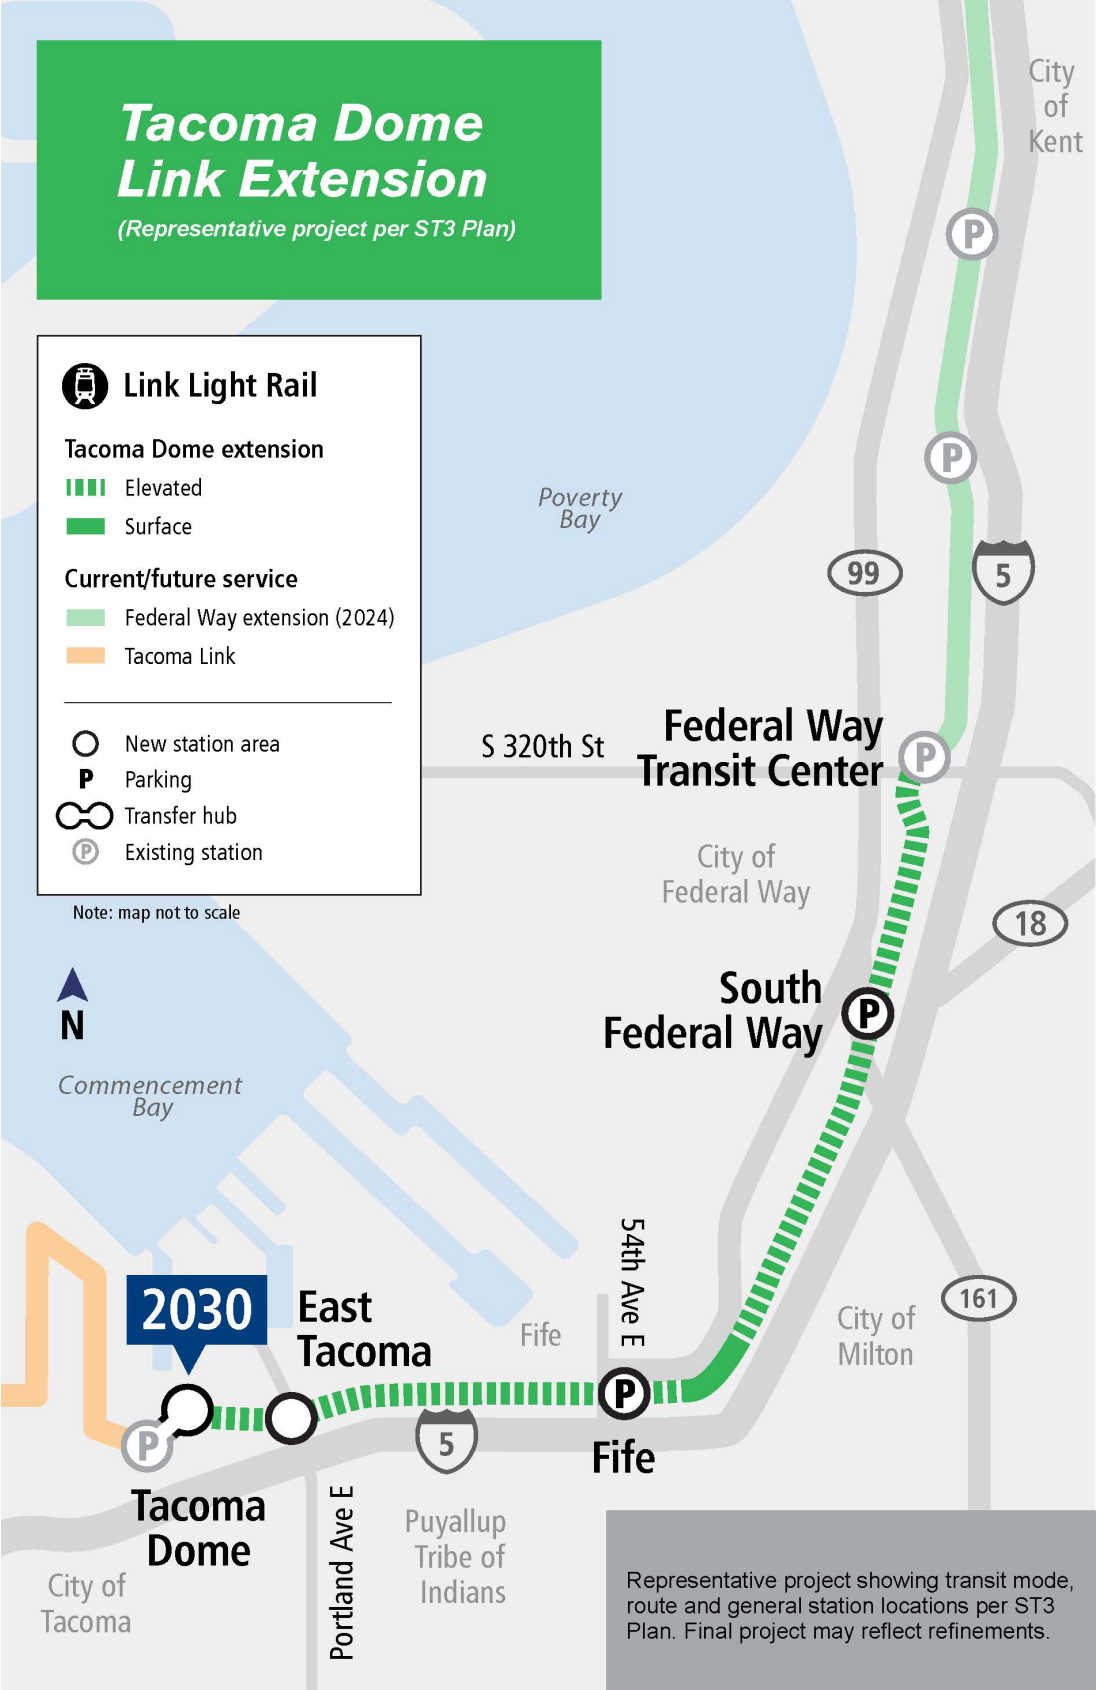 Tacoma Dome
Link Extension
(Representative project per ST3 Plan)
City
of
Kent
P
Link Light Rail
Tacoma Dome extension
Elevated
Surface
Current/future service
Federal Way extension (2024)
Tacoma Link
New station area
P Parking
Transfer hub
P Existing station
Note: map not to scale
N
Poverty
Bay
P
99
5
Federal Way
Transit Center
P
S 320th St
City of
Federal Way
18
South
Federal Way
P
Commencement
Bay
54th Ave E
161
City of
Milton
2030
East
Tacoma
Fife
P
Fife
5
P
Tacoma
Dome
Portland Ave E
Puyallup
Tribe of
Indians
City of
Tacoma
Representative project showing transit mode,
route and general station locations per ST3
Plan. Final project may reflect refinements.